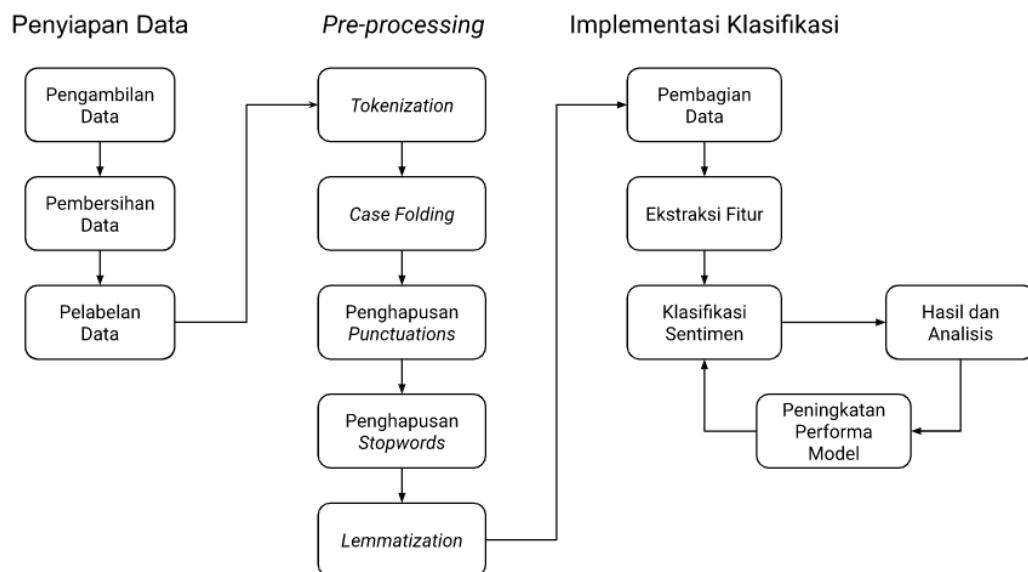 Penyiapan Data
Pengambilan
Data
Pembersihan
Data
Pelabelan
Data
Pre-processing
Tokenization
Case Folding
Penghapusan
Punctuations
Penghapusan
Stopwords
Lemmatization
Implementasi Klasifikasi
Pembagian
Data
Ekstraksi Fitur
Klasifikasi
Sentimen
Hasil dan
Analisis
Peningkatan
Performa
Model